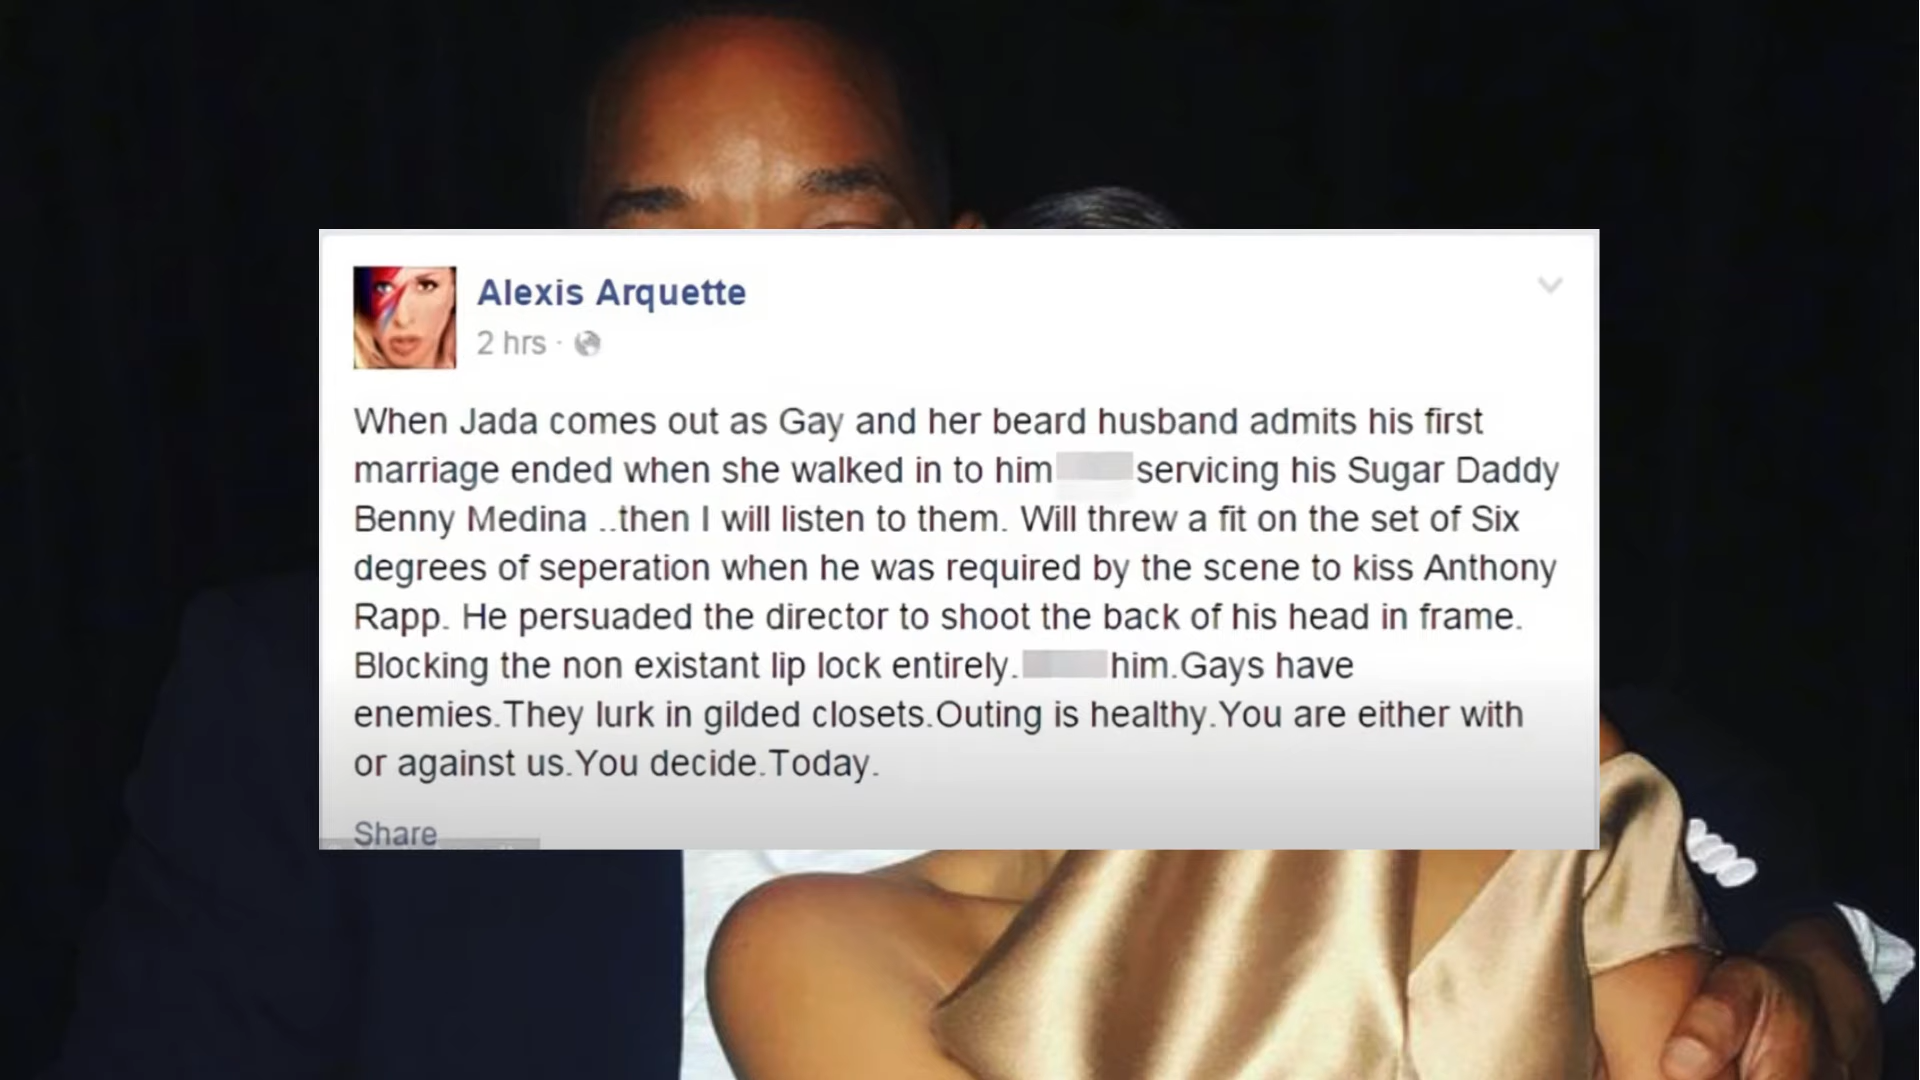 Alexis Arquette
2 hrs ·
When Jada comes out as Gay and her beard husband admits his first
marriage ended when she walked in to him servicing his Sugar Daddy
Benny Medina ..then I will listen to them. Will threw a fit on the set of Six
degrees of seperation when he was required by the scene to kiss Anthony
Rapp. He persuaded the director to shoot the back of his head in frame.
Blocking the non existant lip lock entirely. him.Gays have
enemies.They lurk in gilded closets.Outing is healthy.You are either with
or against us.You decide.Today.
Share